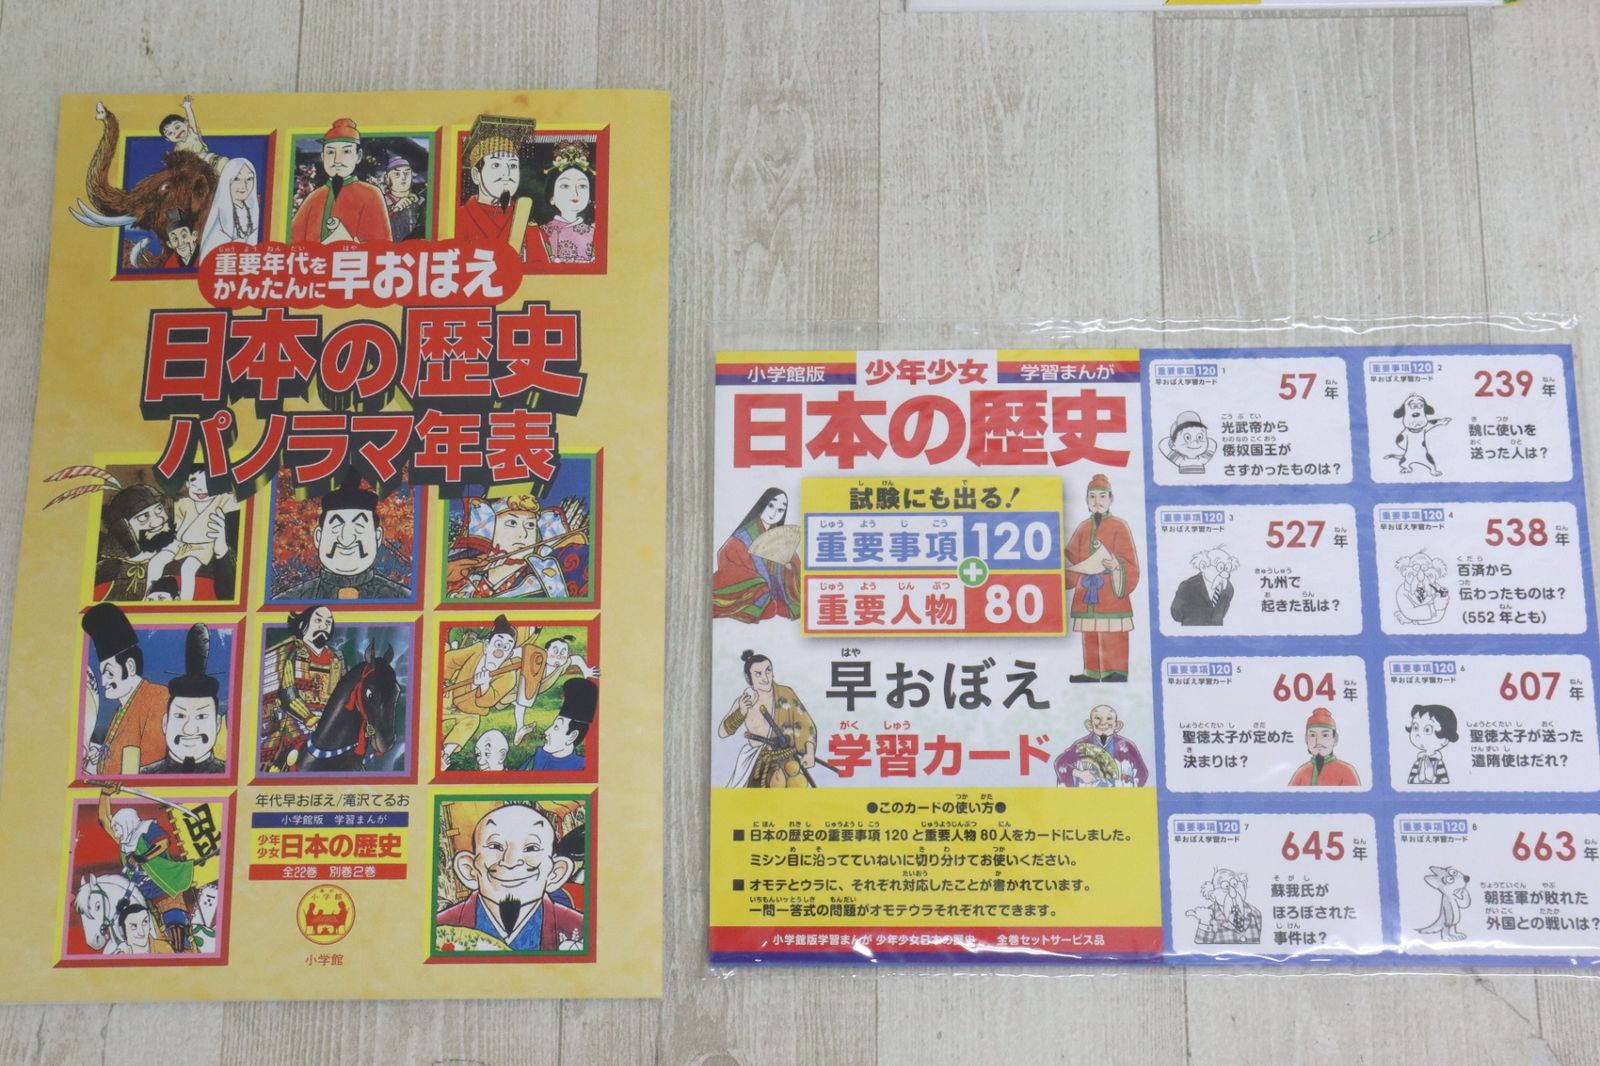 重要年代を
かんたんに早おぼえ
日本の歴史
パノラマ年表
年代早おぼえ/滝沢てるお
小学館版 学習まんが
少年少女日本の歴史
全22巻 別巻2巻
小学館
小学館
小学館版 少年少女 学習まんが
日本の歴史
試験にも出る!
重要事項120
+
重要人物80
早おぼえ
学習カード
●このカードの使い方●
■日本の歴史の重要事項120と重要人物80人をカードにしました。
ミシン目に沿ってていねいに切り分けてお使いください。
■オモテとウラに、それぞれ対応したことが書かれています。
一問一答式の問題がオモテウラそれぞれでできます。
小学館版学習まんが 少年少女日本の歴史 全巻セットサービス品
重要事項120 1
早おぼえ学習カード
57年
光武帝から
倭奴国王が
さずかったものは?
重要事項120 2
早おぼえ学習カード
239年
魏に使いを
送った人は?
重要事項120 3
早おぼえ学習カード
527年
九州で
起きた乱は?
重要事項120 4
早おぼえ学習カード
538年
百済から
伝わったものは?
(552年とも)
重要事項120 5
早おぼえ学習カード
604年
聖徳太子が定めた
決まりは?
重要事項120 6
早おぼえ学習カード
607年
聖徳太子が送った
遣隋使はだれ?
重要事項120 7
早おぼえ学習カード
645年
蘇我氏が
ほろぼされた
事件は?
重要事項120 8
早おぼえ学習カード
663年
朝廷軍が敗れた
外国との戦いは?